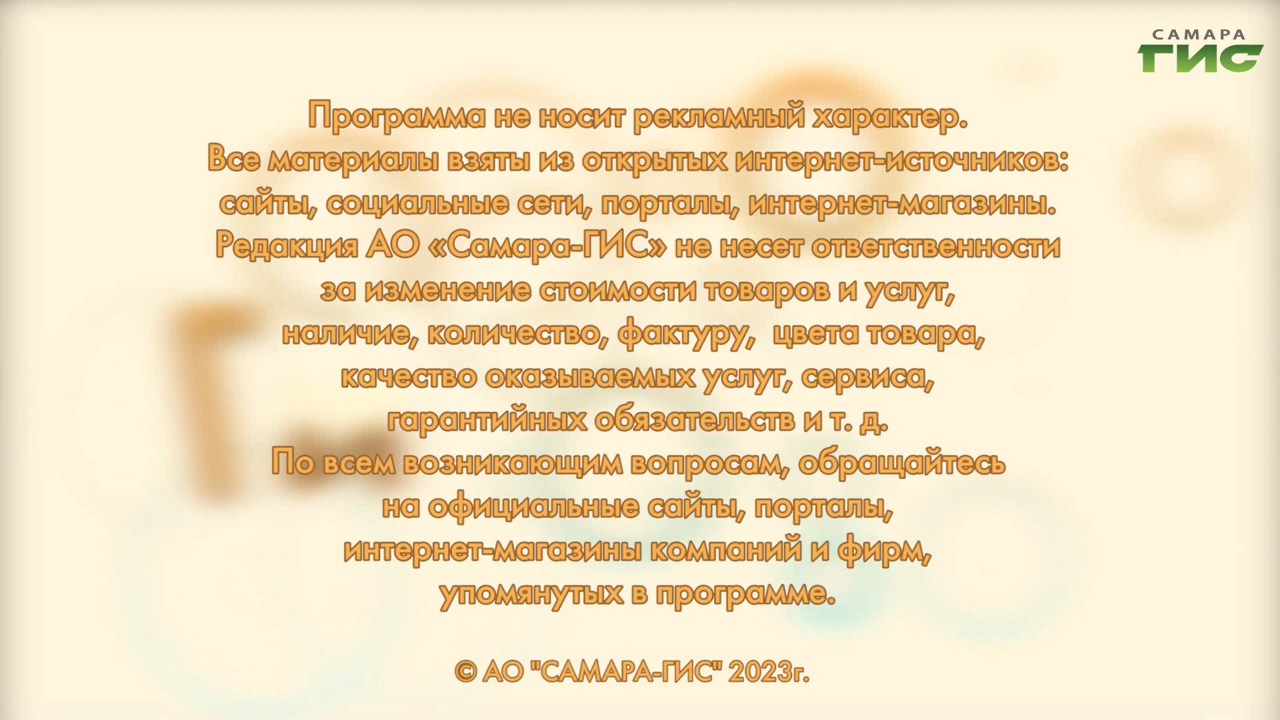 САМАРА
ГИС
Программа не носит рекламный характер.
Все материалы взяты из открытых интернет-источников:
сайты, социальные сети, порталы, интернет-магазины.
Редакция АО «Самара-ГИС» не несет ответственности
за изменение стоимости товаров и услуг,
наличие, количество, фактуру,  цвета товара,
качество оказываемых услуг, сервиса,
гарантийных обязательств и т. д.
По всем возникающим вопросам, обращайтесь
на официальные сайты, порталы,
интернет-магазины компаний и фирм,
упомянутых в программе.
© АО "САМАРА-ГИС" 2023г.